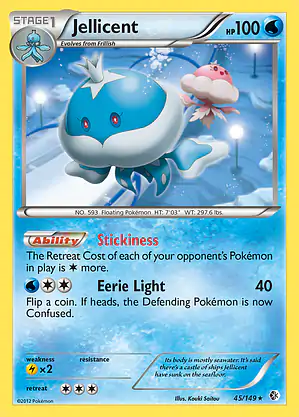 STAGE1
Jellicent
HP100
Evolves from Frillish
NO. 593 Floating Pokémon HT: 7'03" WT: 297.6 lbs.
Ability Stickiness
The Retreat Cost of each of your opponent's Pokémon
in play is more.
Eerie Light 40
Flip a coin. If heads, the Defending Pokémon is now
Confused.
weakness resistance
×2
retreat
Its body is mostly seawater. It's said
there's a castle of ships Jellicent
have sunk on the seafloor.
Illus. Kouki Saitou
45/149
©2012 Pokémon